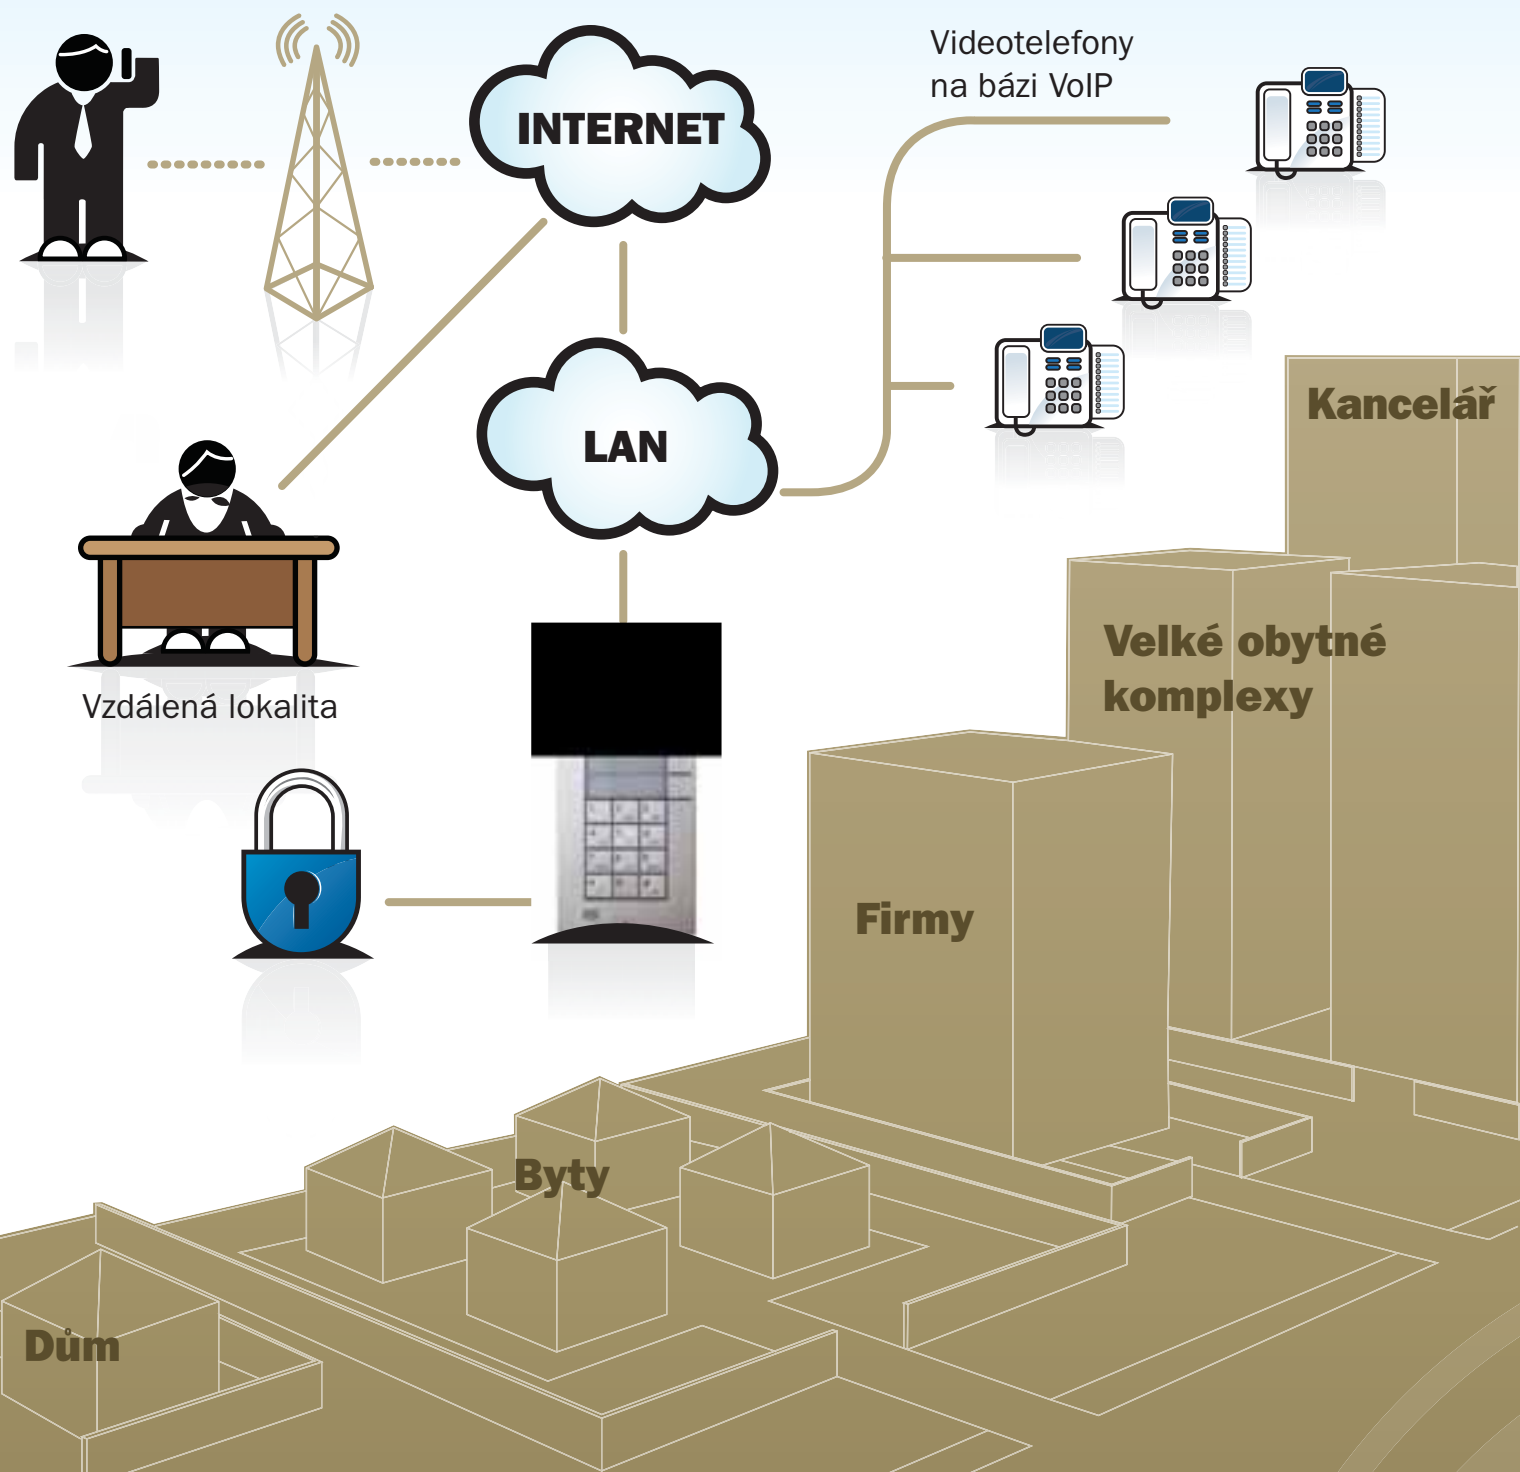 Videotelefony
na bázi VoIP
INTERNET
Kancelář
LAN
Velké obytné
komplexy
Vzdálená lokalita
Firmy
Byty
Dům